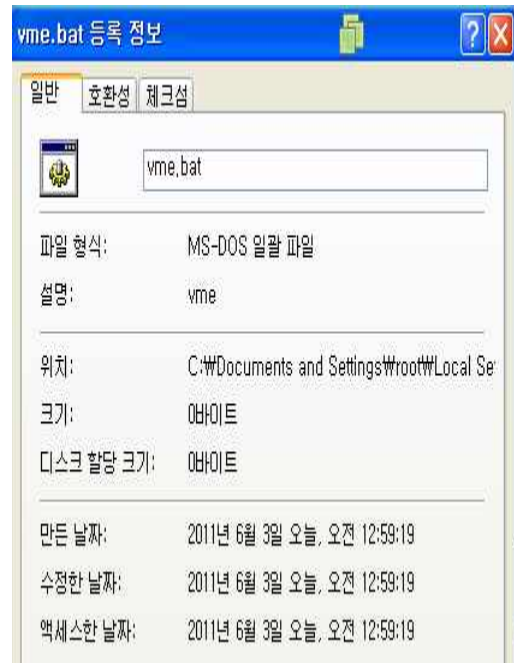 vme.bat 등록 정보
일반 호환성 체크섬
vme.bat
파일 형식: MS-DOS 일괄 파일
설명: vme
위치: C:₩Documents and Settings₩root₩Local Se
크기: 0바이트
디스크 할당 크기: 0바이트
만든 날짜: 2011년 6월 3일 오늘, 오전 12:59:19
수정한 날짜: 2011년 6월 3일 오늘, 오전 12:59:19
액세스한 날짜: 2011년 6월 3일 오늘, 오전 12:59:19